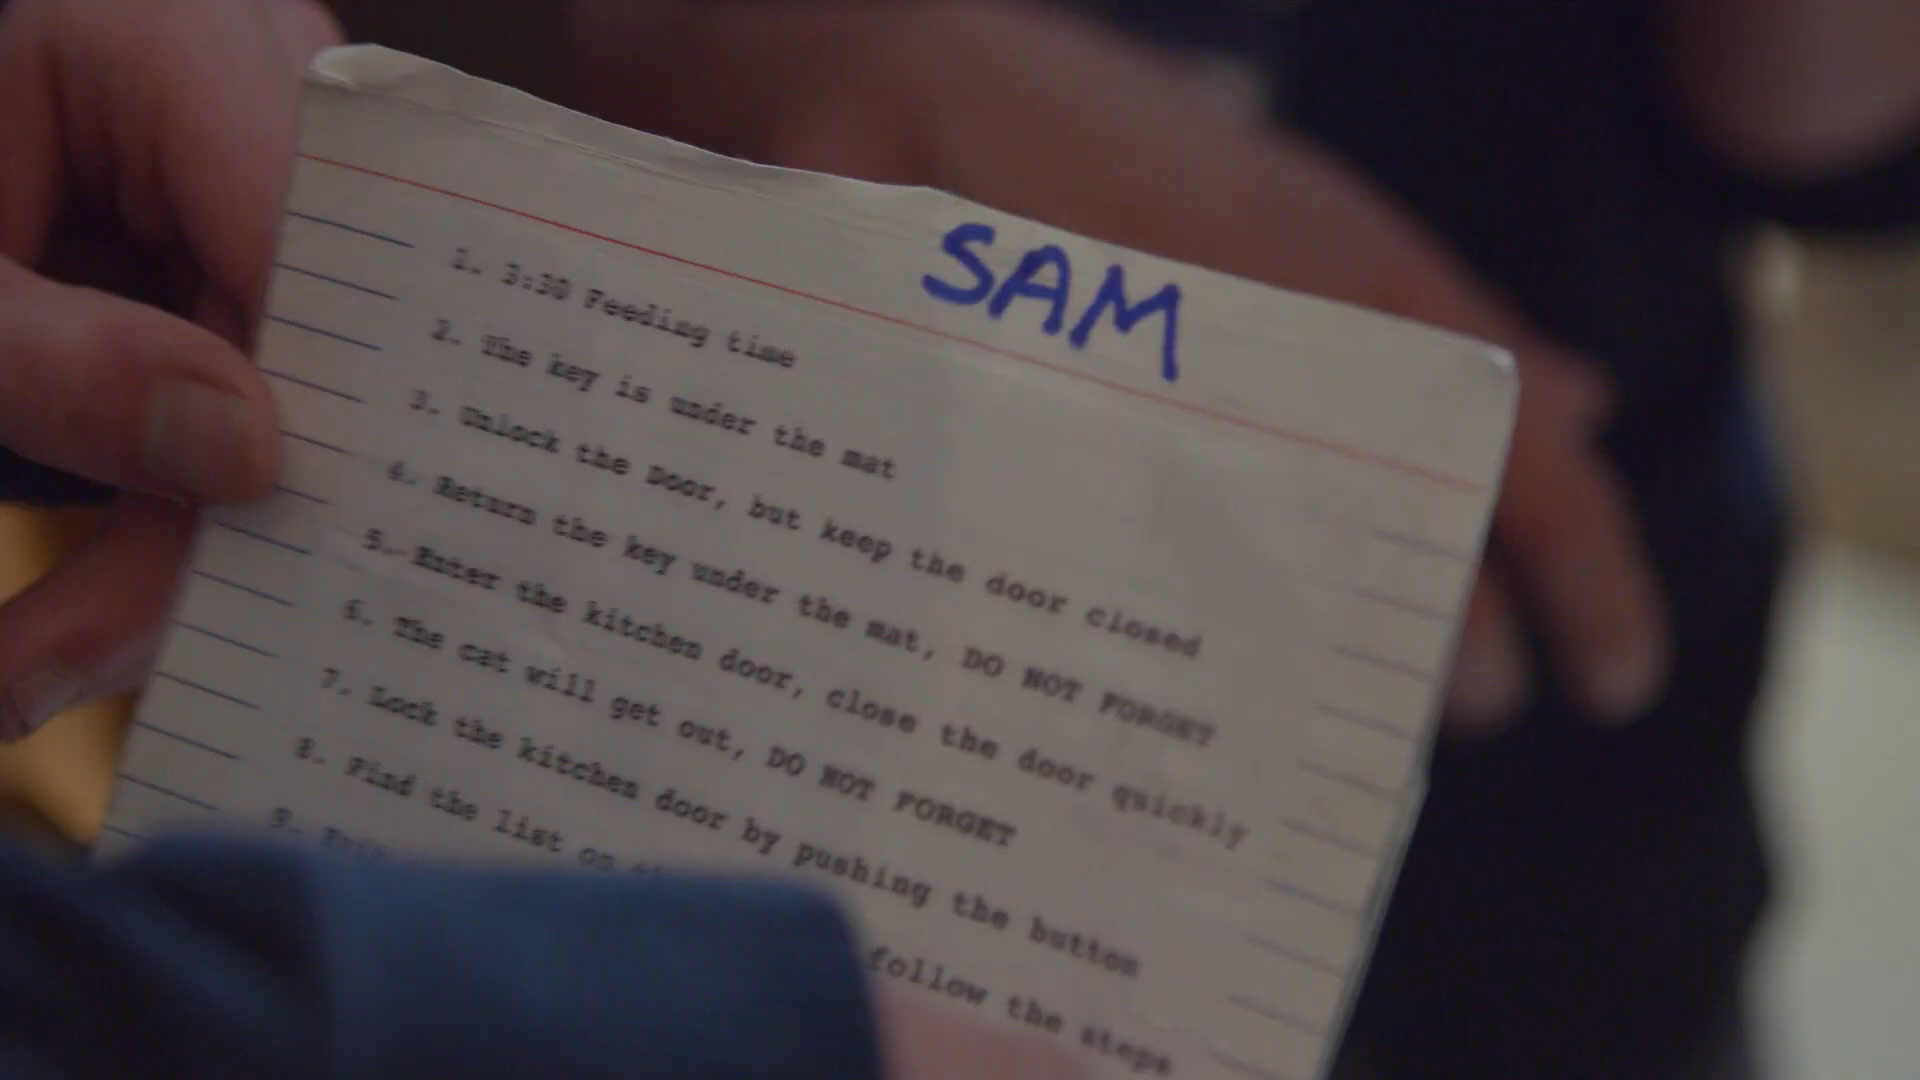 SAM
1. 3:30 Feeding time
2. The key is under the mat
3. Unlock the Door, but keep the door closed
4. Return the key under the mat, DO NOT FORGET
5. Enter the kitchen door, close the door quickly
6. The cat will get out, DO NOT FORGET
7. Lock the kitchen door by pushing the button
8. Find the list on follow the steps
9.